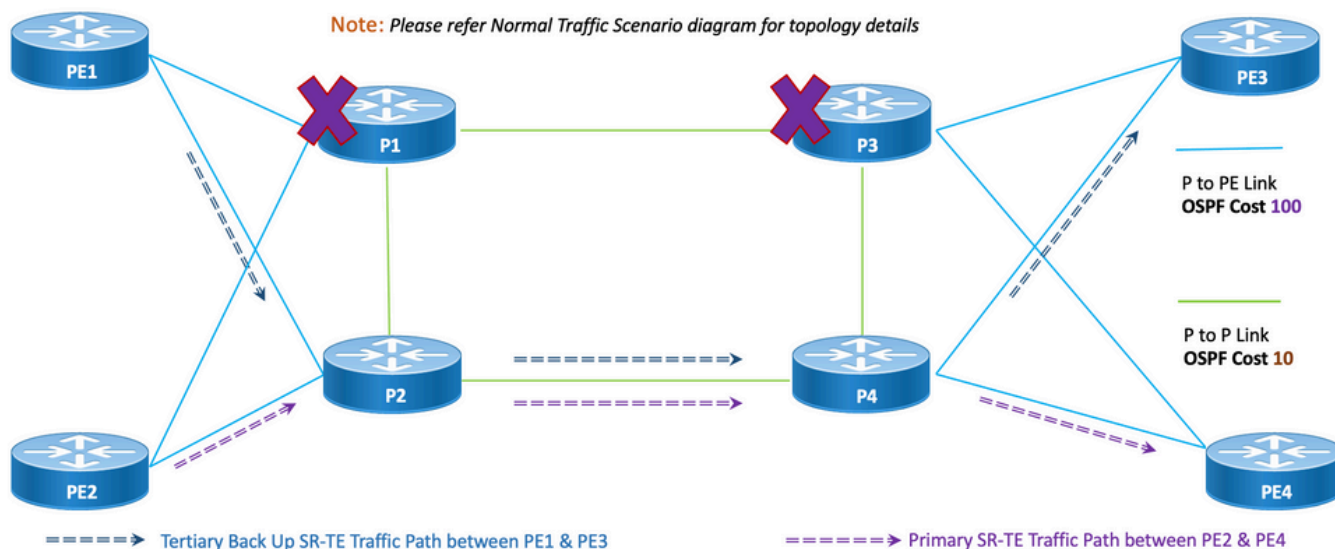 Note: Please refer Normal Traffic Scenario diagram for topology details
PE1
PE3
P1
P3
P to PE Link
OSPF Cost 100
P to P Link
OSPF Cost 10
P2
P4
PE2
PE4
Tertiary Back Up SR-TE Traffic Path between PE1 & PE3
Primary SR-TE Traffic Path between PE2 & PE4